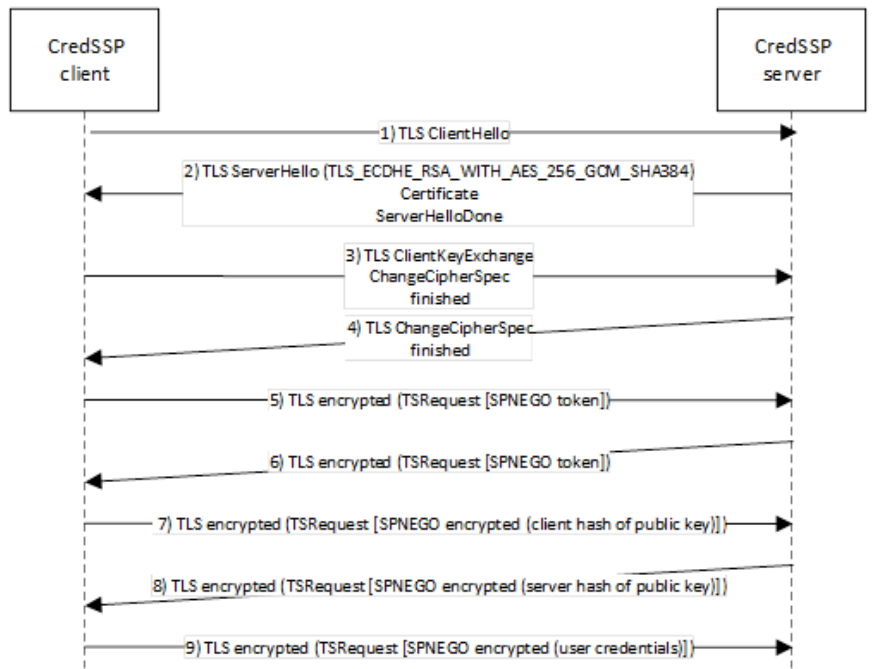 CredSSP
client
CredSSP
server
1) TLS ClientHello
2) TLS ServerHello (TLS_ECDHE_RSA_WITH_AES_256_GCM_SHA384)
Certificate
ServerHelloDone
3) TLS ClientKeyExchange
ChangeCipherSpec
finished
4) TLS ChangeCipherSpec
finished
5) TLS encrypted (TSRequest [SPNEGO token])
6) TLS encrypted (TSRequest [SPNEGO token])
7) TLS encrypted (TSRequest [SPNEGO encrypted (client hash of public key)])
8) TLS encrypted (TSRequest [SPNEGO encrypted (server hash of public key)])
9) TLS encrypted (TSRequest [SPNEGO encrypted (user credentials)])